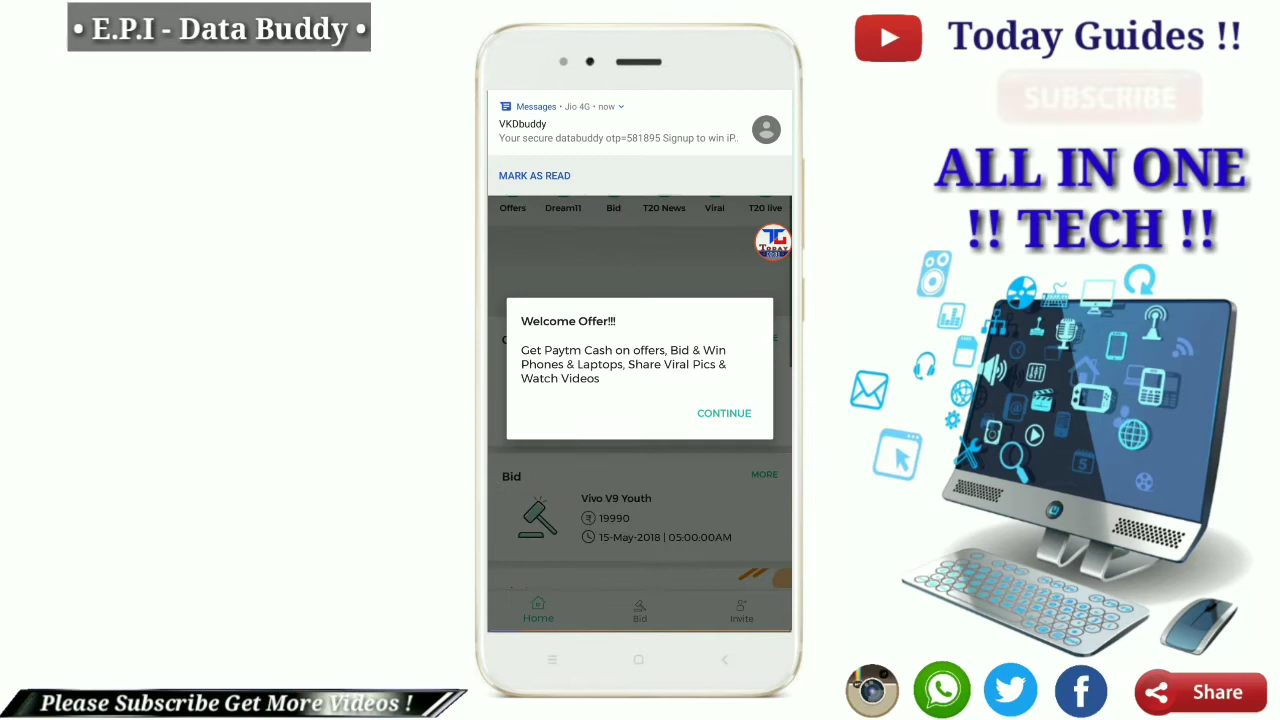 • E.P.I - Data Buddy •
Today Guides !!
SUBSCRIBE
ALL IN ONE
!! TECH !!
Messages • Jio 4G • now
VKDbuddy
Your secure databuddy otp=581895 Signup to win iP..
MARK AS READ
Offers Dream11 Bid T20 News Viral T20 live
TG
TODAY
Welcome Offer!!!
Get Paytm Cash on offers, Bid & Win
Phones & Laptops, Share Viral Pics &
Watch Videos
CONTINUE
Bid MORE
Vivo V9 Youth
₹ 19990
15-May-2018 | 05:00:00AM
Home Bid Invite
Please Subscribe Get More Videos !
Share